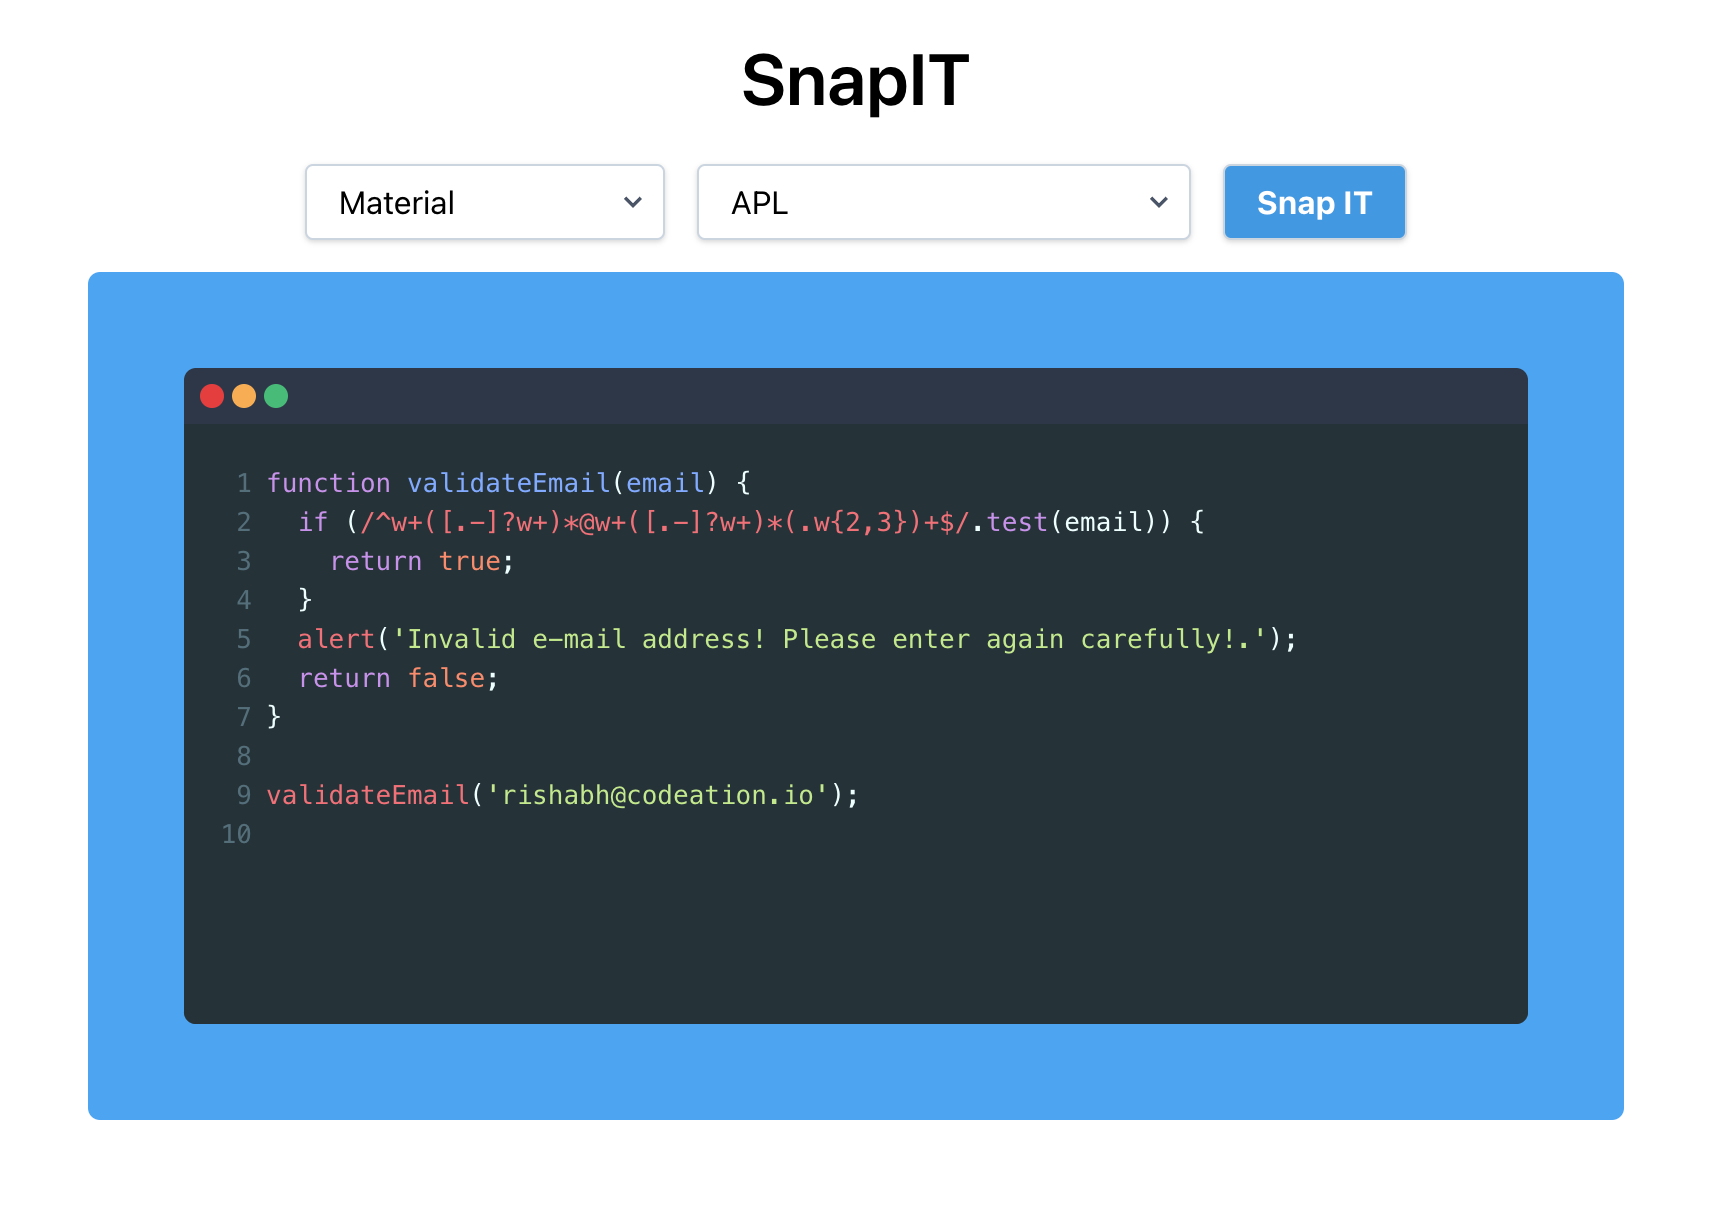 SnapIT
Material APL Snap IT
1 function validateEmail(email) {
2   if (/^w+([.-]?w+)*@w+([.-]?w+)*(.w{2,3})+$/.test(email)) {
3     return true;
4   }
5   alert('Invalid e-mail address! Please enter again carefully!.');
6   return false;
7 }
8
9 validateEmail('rishabh@codeation.io');
10